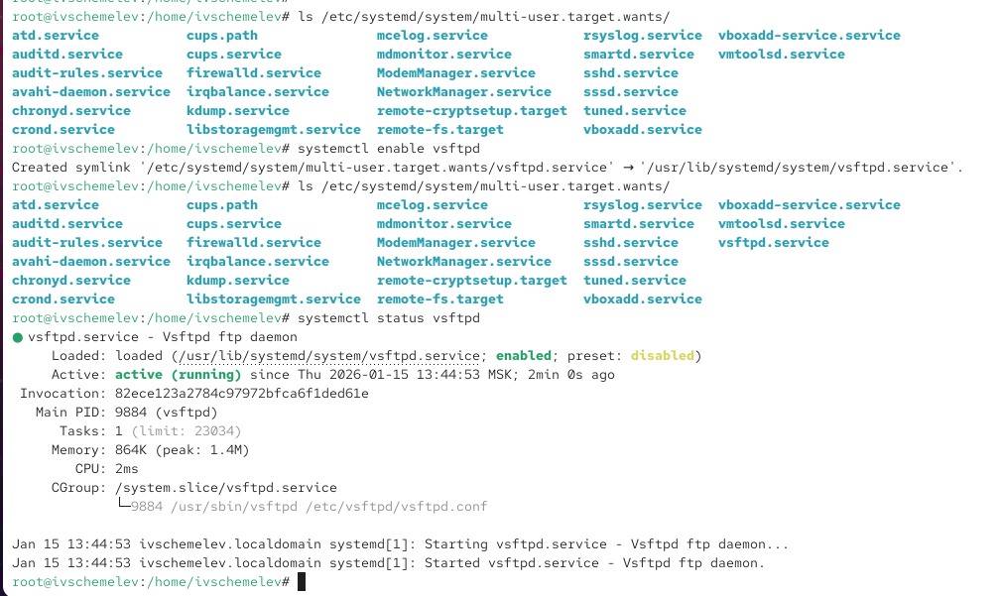 root@ivschemelev:/home/ivschemelev# ls /etc/systemd/system/multi-user.target.wants/
atd.service cups.path mcelog.service rsyslog.service vboxadd-service.service
auditd.service cups.service mdmonitor.service smartd.service vmtoolsd.service
audit-rules.service firewalld.service ModemManager.service sshd.service
avahi-daemon.service irqbalance.service NetworkManager.service sssd.service
chronyd.service kdump.service remote-cryptsetup.target tuned.service
crond.service libstoragemgmt.service remote-fs.target vboxadd.service
root@ivschemelev:/home/ivschemelev# systemctl enable vsftpd
Created symlink '/etc/systemd/system/multi-user.target.wants/vsftpd.service' → '/usr/lib/systemd/system/vsftpd.service'.
root@ivschemelev:/home/ivschemelev# ls /etc/systemd/system/multi-user.target.wants/
atd.service cups.path mcelog.service rsyslog.service vboxadd-service.service
auditd.service cups.service mdmonitor.service smartd.service vmtoolsd.service
audit-rules.service firewalld.service ModemManager.service sshd.service vsftpd.service
avahi-daemon.service irqbalance.service NetworkManager.service sssd.service
chronyd.service kdump.service remote-cryptsetup.target tuned.service
crond.service libstoragemgmt.service remote-fs.target vboxadd.service
root@ivschemelev:/home/ivschemelev# systemctl status vsftpd
● vsftpd.service - Vsftpd ftp daemon
Loaded: loaded (/usr/lib/systemd/system/vsftpd.service; enabled; preset: disabled)
Active: active (running) since Thu 2026-01-15 13:44:53 MSK; 2min 0s ago
Invocation: 82ece123a2784c97972bfca6f1ded61e
Main PID: 9884 (vsftpd)
Tasks: 1 (limit: 23034)
Memory: 864K (peak: 1.4M)
CPU: 2ms
CGroup: /system.slice/vsftpd.service
└─9884 /usr/sbin/vsftpd /etc/vsftpd/vsftpd.conf
Jan 15 13:44:53 ivschemelev.localdomain systemd[1]: Starting vsftpd.service - Vsftpd ftp daemon...
Jan 15 13:44:53 ivschemelev.localdomain systemd[1]: Started vsftpd.service - Vsftpd ftp daemon.
root@ivschemelev:/home/ivschemelev#